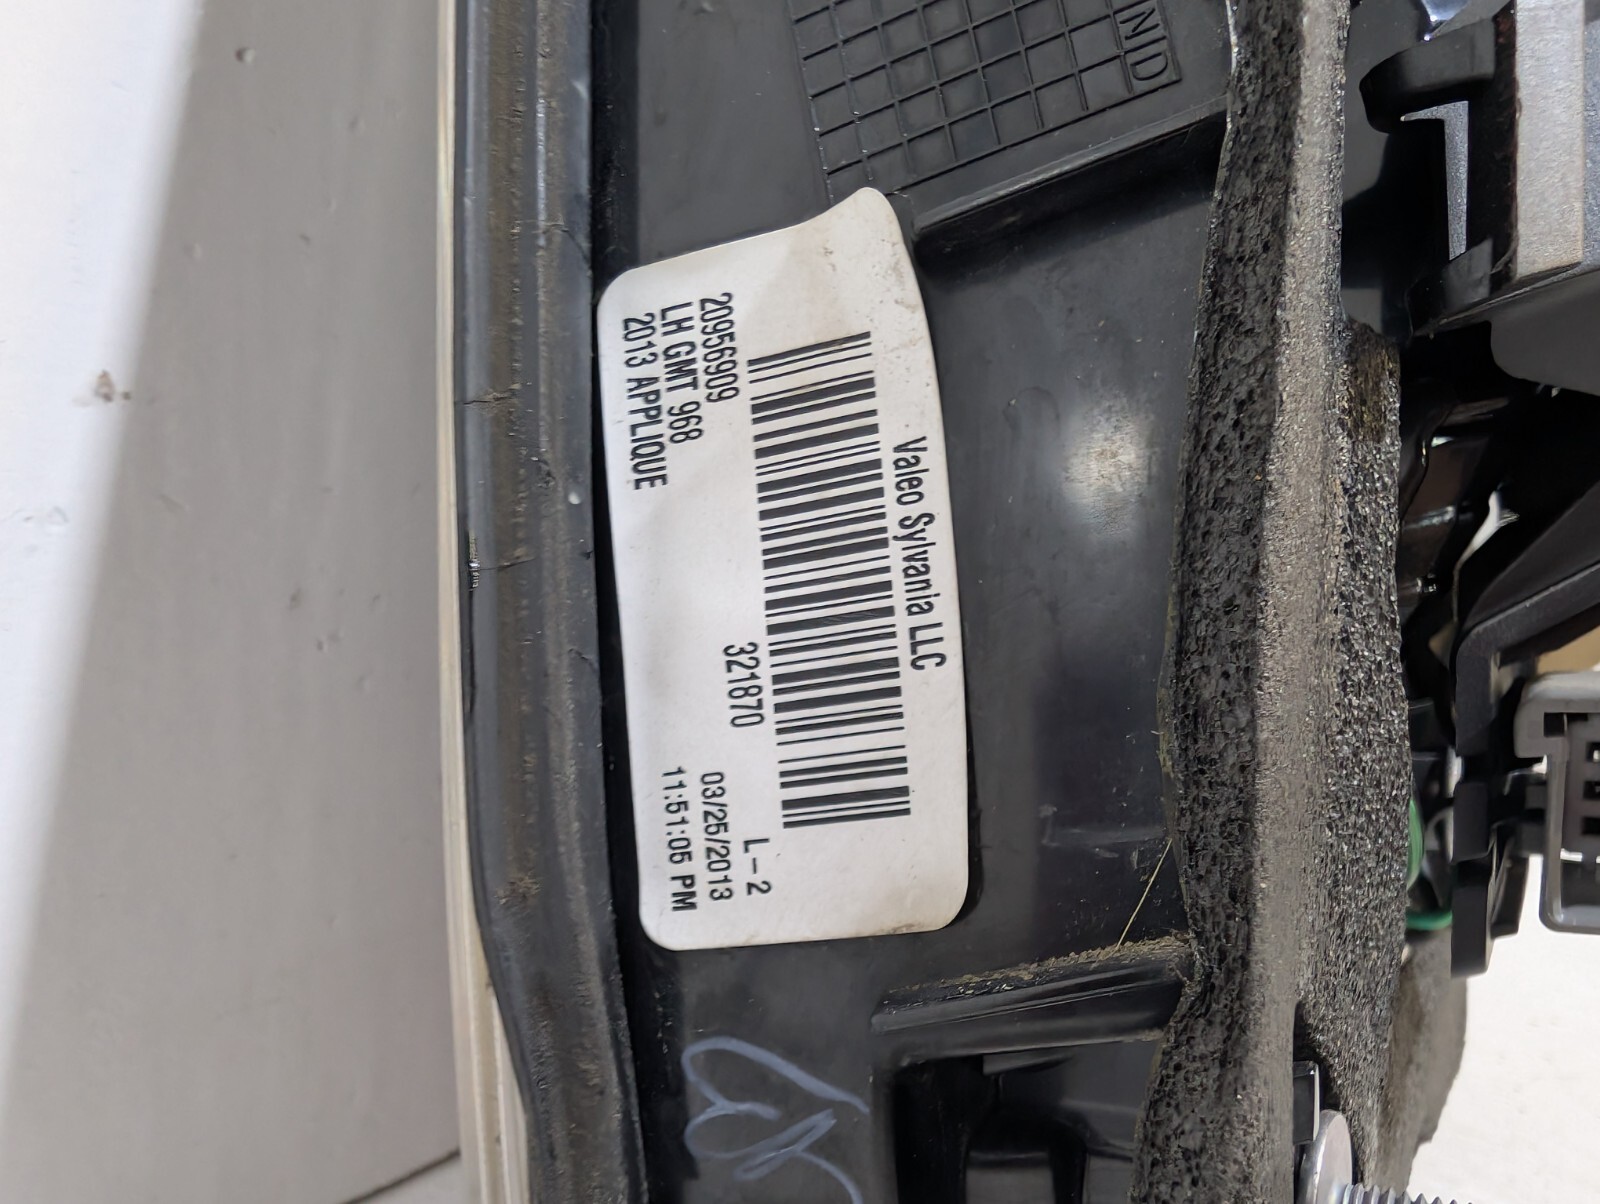 Valeo Sylvania LLC
20956909
LH GMT 968
2013 APPLIQUE
321870
L-2
03/25/2013
11:51:05 PM